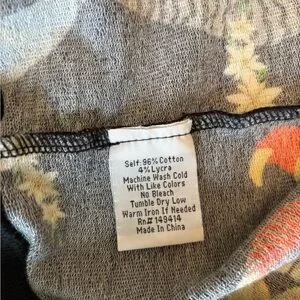 Self: 96% Cotton
4% Lycra
Machine Wash Cold
With Like Colors
No Bleach
Tumble Dry Low
Warm Iron If Needed
Rn# 149414
Made In China